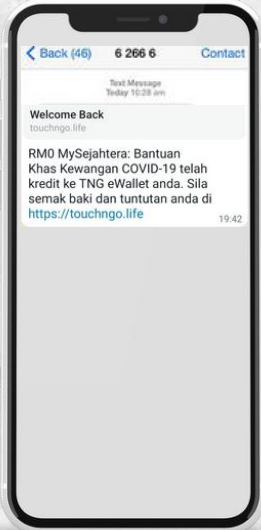 Back (46) 6 266 6 Contact
Text Message
Today 10:28 am
Welcome Back
touchngo.life
RM0 MySejahtera: Bantuan
Khas Kewangan COVID-19 telah
kredit ke TNG eWallet anda. Sila
semak baki dan tuntutan anda di
https://touchngo.life
19:42